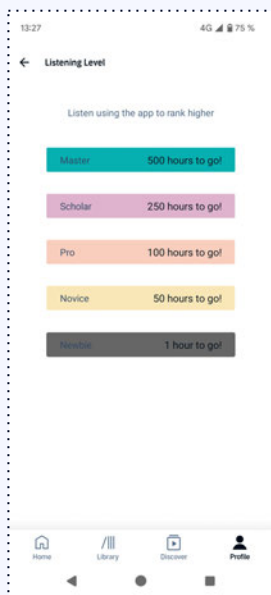 13:27 4G 75 %
Listening Level
Listen using the app to rank higher
Master 500 hours to go!
Scholar 250 hours to go!
Pro 100 hours to go!
Novice 50 hours to go!
Newbie 1 hour to go!
Home Library Discover Profile